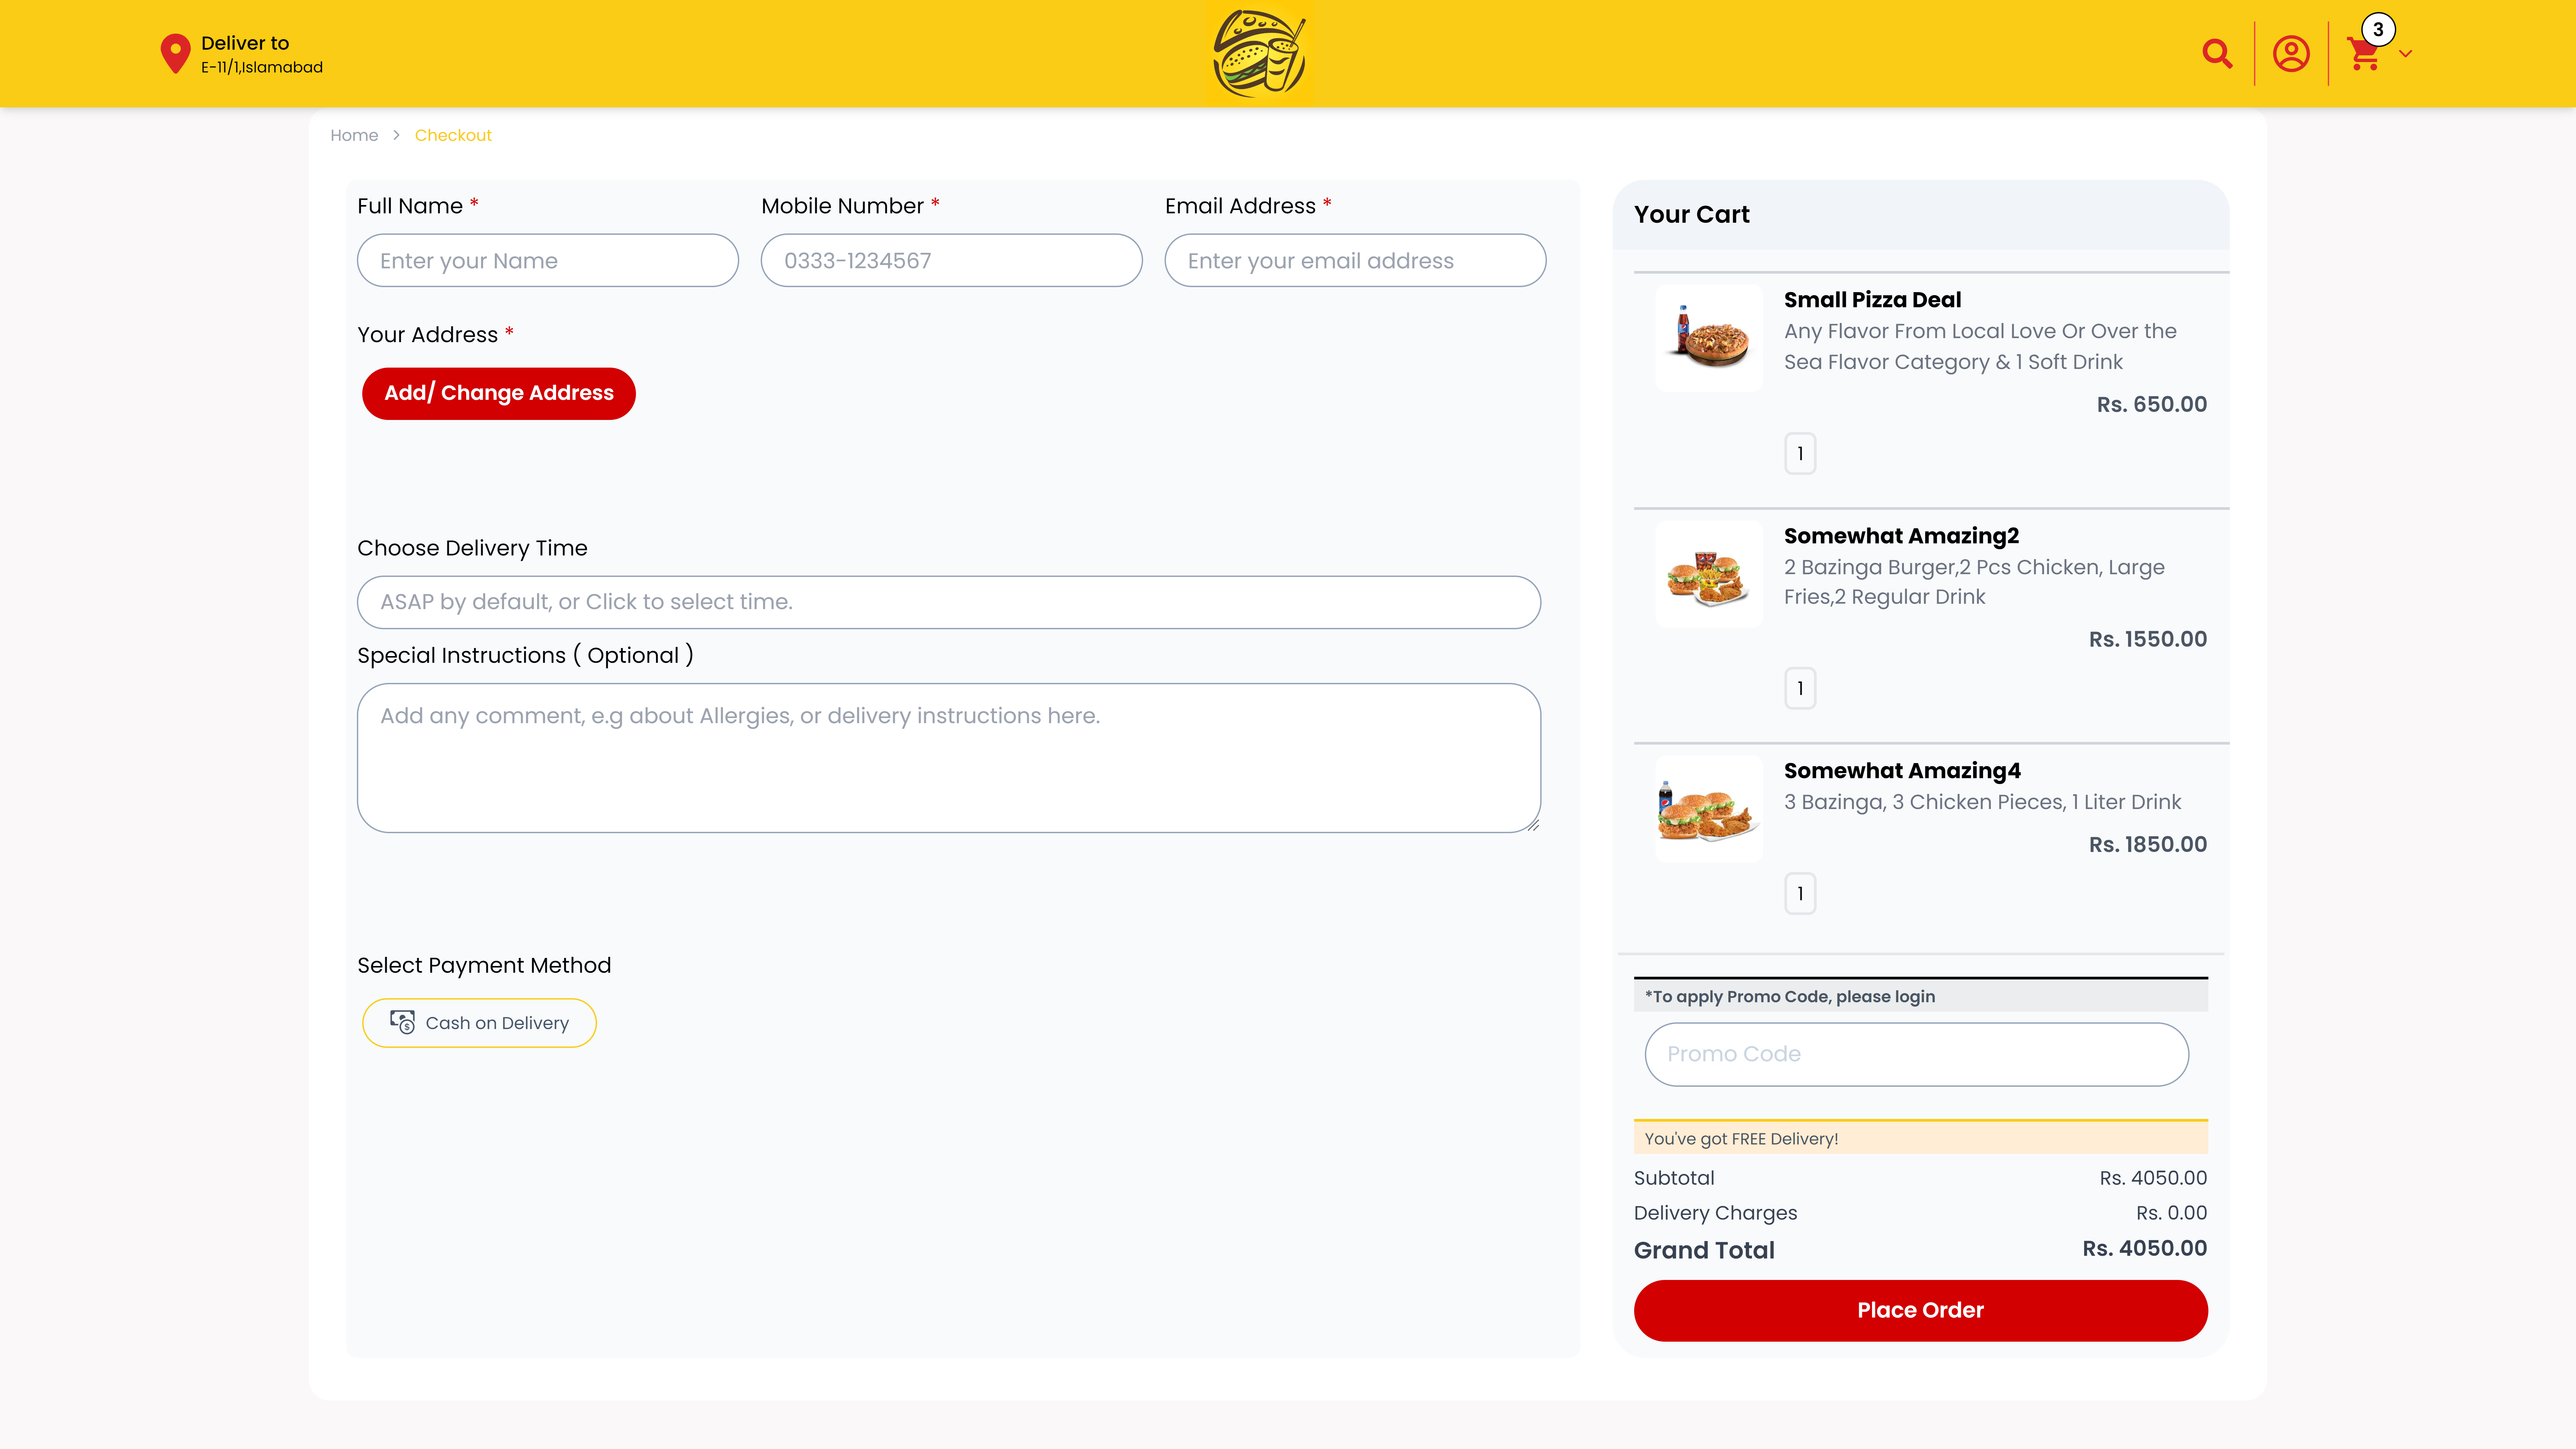 Deliver to
E-11/1,Islamabad
3
Home > Checkout
Full Name *
Mobile Number *
Email Address *
Enter your Name
0333-1234567
Enter your email address
Your Address *
Add/ Change Address
Choose Delivery Time
ASAP by default, or Click to select time.
Special Instructions ( Optional )
Add any comment, e.g about Allergies, or delivery instructions here.
Select Payment Method
Cash on Delivery
Your Cart
Small Pizza Deal
Any Flavor From Local Love Or Over the
Sea Flavor Category & 1 Soft Drink
Rs. 650.00
1
Somewhat Amazing2
2 Bazinga Burger,2 Pcs Chicken, Large
Fries,2 Regular Drink
Rs. 1550.00
1
Somewhat Amazing4
3 Bazinga, 3 Chicken Pieces, 1 Liter Drink
Rs. 1850.00
1
*To apply Promo Code, please login
Promo Code
You've got FREE Delivery!
Subtotal Rs. 4050.00
Delivery Charges Rs. 0.00
Grand Total Rs. 4050.00
Place Order